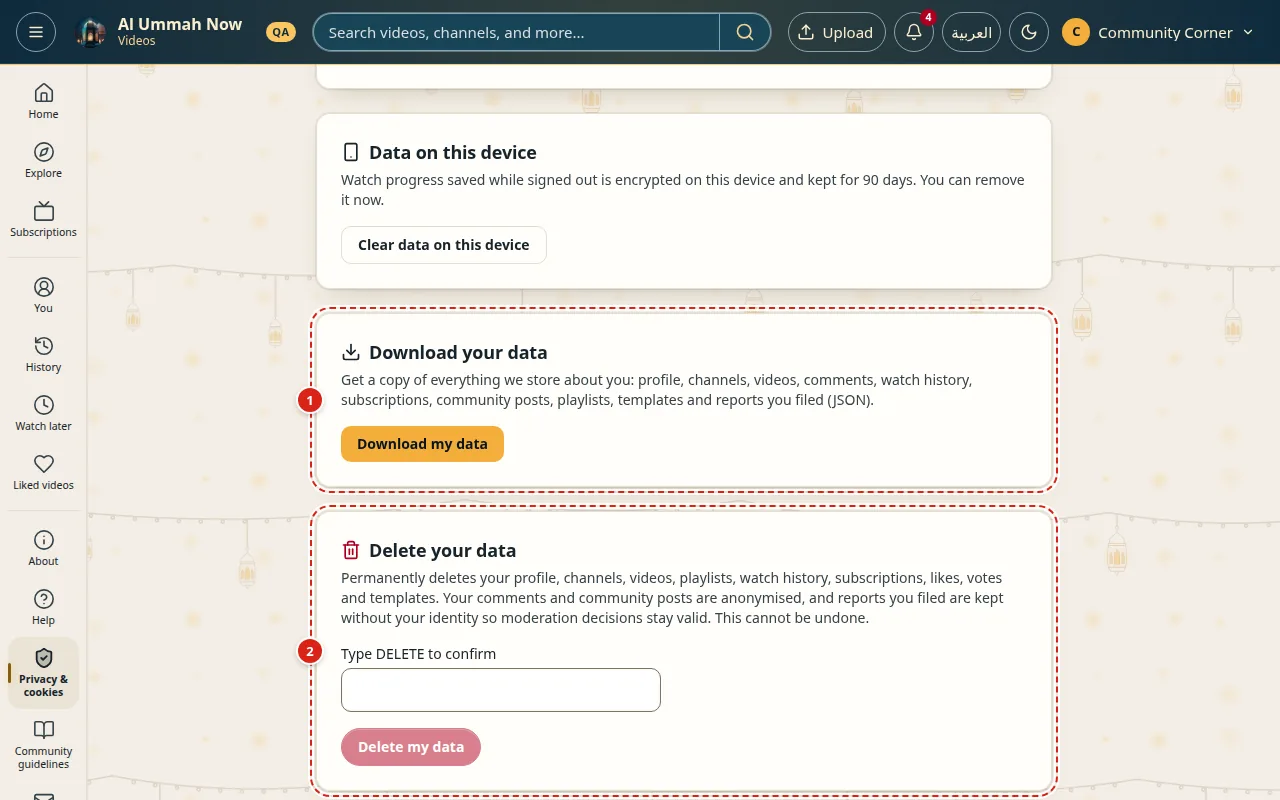 Al Ummah Now
Videos
QA
Search videos, channels, and more...
Upload
4
العربية
C
Community Corner
Home
Explore
Subscriptions
You
History
Watch later
Liked videos
About
Help
Privacy &
cookies
Community
guidelines
Data on this device
Watch progress saved while signed out is encrypted on this device and kept for 90 days. You can remove
it now.
Clear data on this device
1
Download your data
Get a copy of everything we store about you: profile, channels, videos, comments, watch history,
subscriptions, community posts, playlists, templates and reports you filed (JSON).
Download my data
2
Delete your data
Permanently deletes your profile, channels, videos, playlists, watch history, subscriptions, likes, votes
and templates. Your comments and community posts are anonymised, and reports you filed are kept
without your identity so moderation decisions stay valid. This cannot be undone.
Type DELETE to confirm
Delete my data